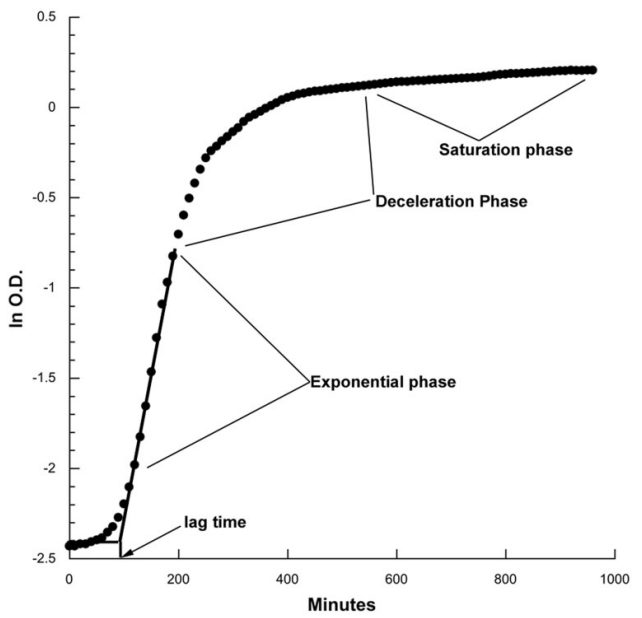 0.5
0
Saturation phase
-0.5
Deceleration Phase
-1
ln O.D.
-1.5
Exponential phase
-2
lag time
-2.5
0 200 400 600 800 1000
Minutes